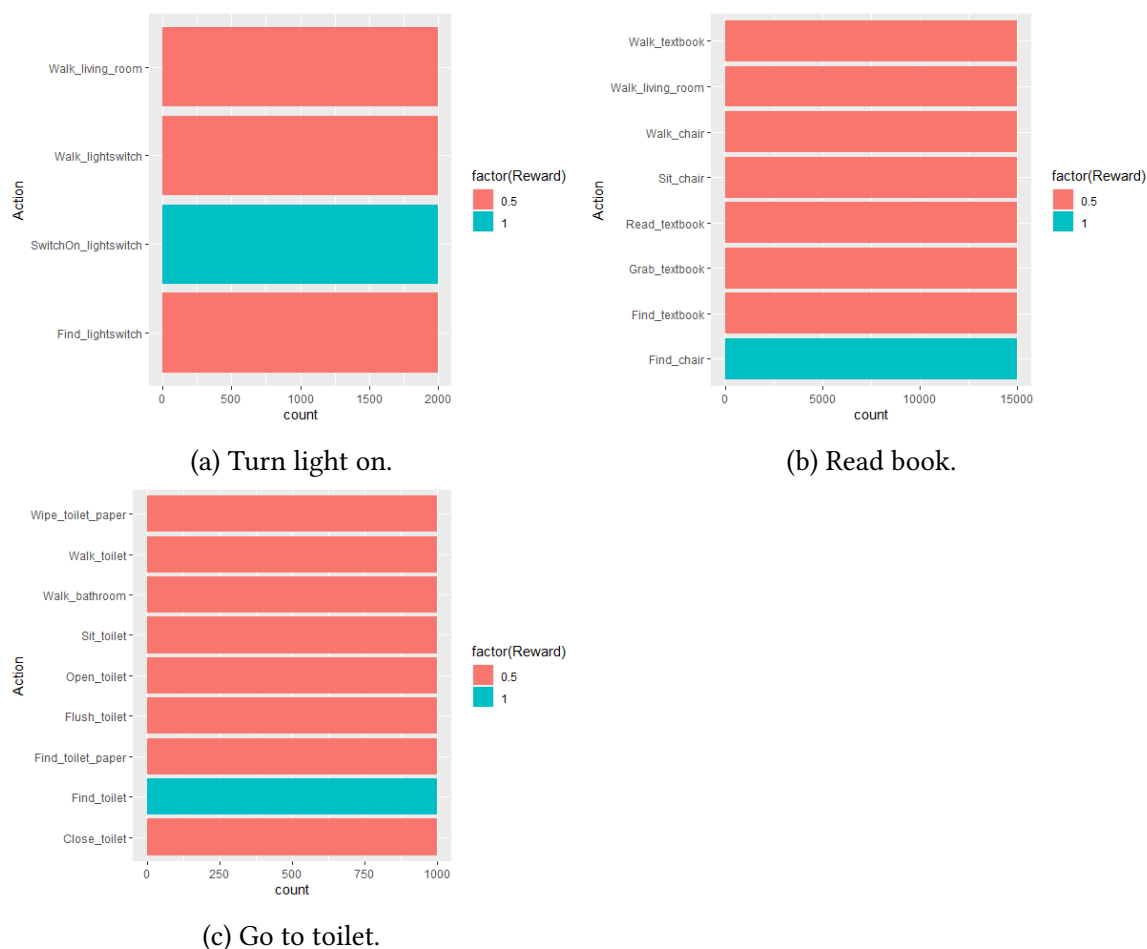 Action
Walk_living_room
Walk_lightswitch
SwitchOn_lightswitch
Find_lightswitch
0 500 1000 1500 2000
count
factor(Reward)
0.5
1
(a) Turn light on.
Action
Walk_textbook
Walk_living_room
Walk_chair
Sit_chair
Read_textbook
Grab_textbook
Find_textbook
Find_chair
0 5000 10000 15000
count
factor(Reward)
0.5
1
(b) Read book.
Action
Wipe_toilet_paper
Walk_toilet
Walk_bathroom
Sit_toilet
Open_toilet
Flush_toilet
Find_toilet_paper
Find_toilet
Close_toilet
0 250 500 750 1000
count
factor(Reward)
0.5
1
(c) Go to toilet.